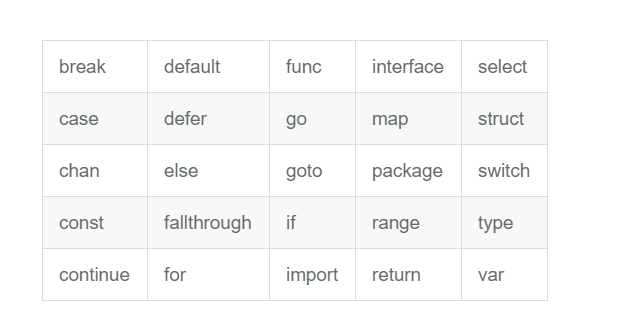 break default func interface select
case defer go map struct
chan else goto package switch
const fallthrough if range type
continue for import return var